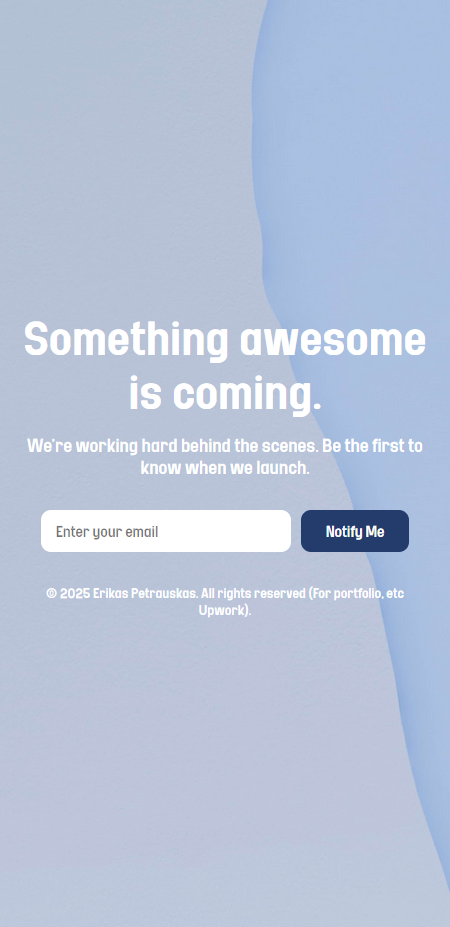 Something awesome
is coming.
We're working hard behind the scenes. Be the first to
know when we launch.
Enter your email
Notify Me
© 2025 Erikas Petrauskas. All rights reserved (For portfolio, etc
Upwork).